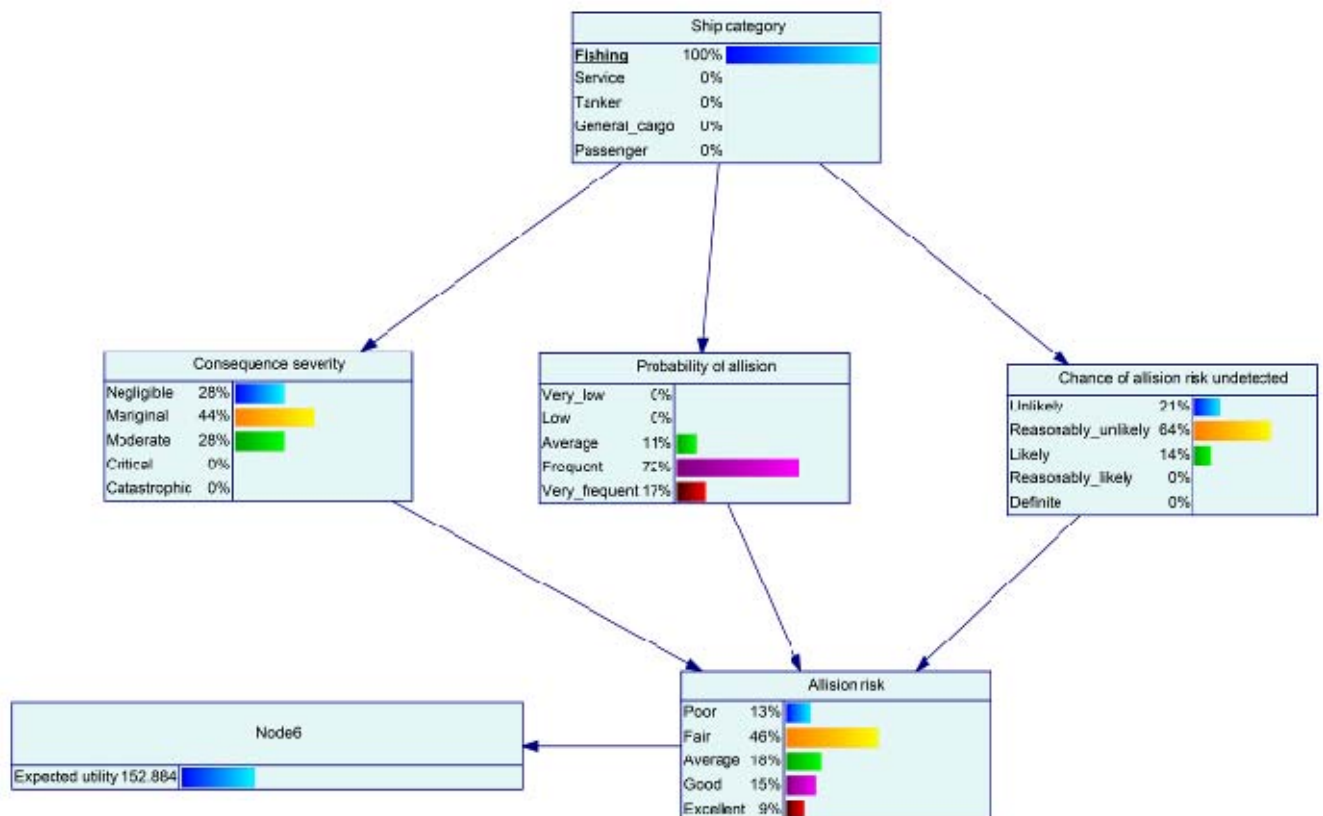 Ship category
Fishing 100%
Service 0%
Tanker 0%
General_cargo 0%
Passenger 0%
Consequence severity
Negligible 28%
Mariginal 44%
Moderate 28%
Critical 0%
Catastrophic 0%
Probability of allision
Very_low 0%
Low 0%
Average 11%
Frequent 72%
Very_frequent 17%
Chance of allision risk undetected
Unlikely 21%
Reasonably_unlikely 64%
Likely 14%
Reasonably_likely 0%
Definite 0%
Allision risk
Poor 13%
Fair 46%
Average 18%
Good 15%
Excellent 9%
Node6
Expected utility 152.884